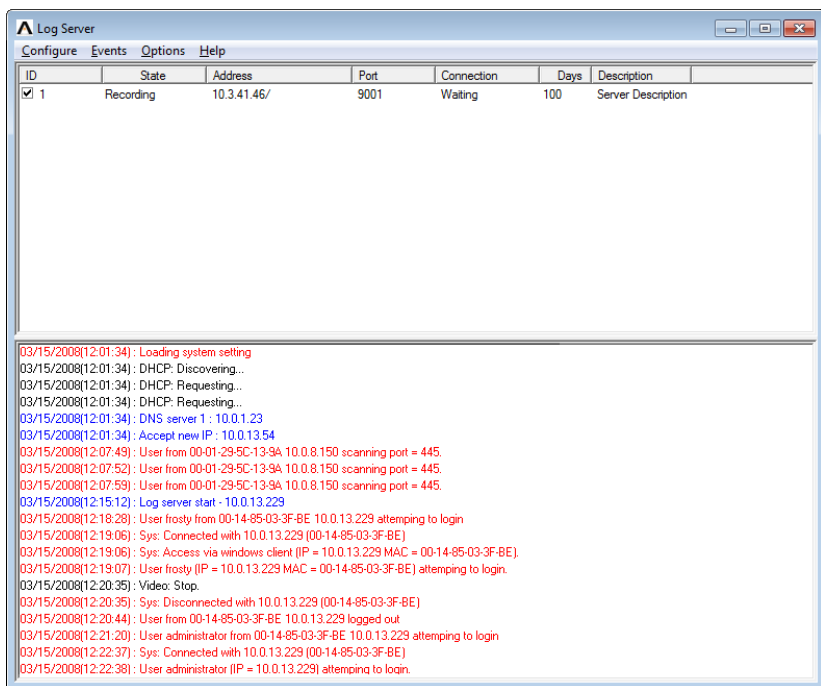 Log Server
Configure Events Options Help
ID State Address Port Connection Days Description
1 Recording 10.3.41.46/ 9001 Waiting 100 Server Description
03/15/2008(12:01:34) : Loading system setting
03/15/2008(12:01:34) : DHCP: Discovering...
03/15/2008(12:01:34) : DHCP: Requesting...
03/15/2008(12:01:34) : DHCP: Requesting...
03/15/2008(12:01:34) : DNS server 1 : 10.0.1.23
03/15/2008(12:01:34) : Accept new IP : 10.0.13.54
03/15/2008(12:07:49) : User from 00-01-29-5C-13-9A 10.0.8.150 scanning port = 445.
03/15/2008(12:07:52) : User from 00-01-29-5C-13-9A 10.0.8.150 scanning port = 445.
03/15/2008(12:07:59) : User from 00-01-29-5C-13-9A 10.0.8.150 scanning port = 445.
03/15/2008(12:15:12) : Log server start - 10.0.13.229
03/15/2008(12:18:28) : User frosty from 00-14-85-03-3F-BE 10.0.13.229 attemping to login
03/15/2008(12:19:06) : Sys: Connected with 10.0.13.229 (00-14-85-03-3F-BE)
03/15/2008(12:19:06) : Sys: Access via windows client (IP = 10.0.13.229 MAC = 00-14-85-03-3F-BE).
03/15/2008(12:19:07) : User frosty (IP = 10.0.13.229 MAC = 00-14-85-03-3F-BE) attemping to login.
03/15/2008(12:20:35) : Video: Stop.
03/15/2008(12:20:35) : Sys: Disconnected with 10.0.13.229 (00-14-85-03-3F-BE)
03/15/2008(12:20:44) : User from 00-14-85-03-3F-BE 10.0.13.229 logged out
03/15/2008(12:21:20) : User administrator from 00-14-85-03-3F-BE 10.0.13.229 attemping to login
03/15/2008(12:22:37) : Sys: Connected with 10.0.13.229 (00-14-85-03-3F-BE)
03/15/2008(12:22:38) : User administrator (IP = 10.0.13.229) attemping to login.